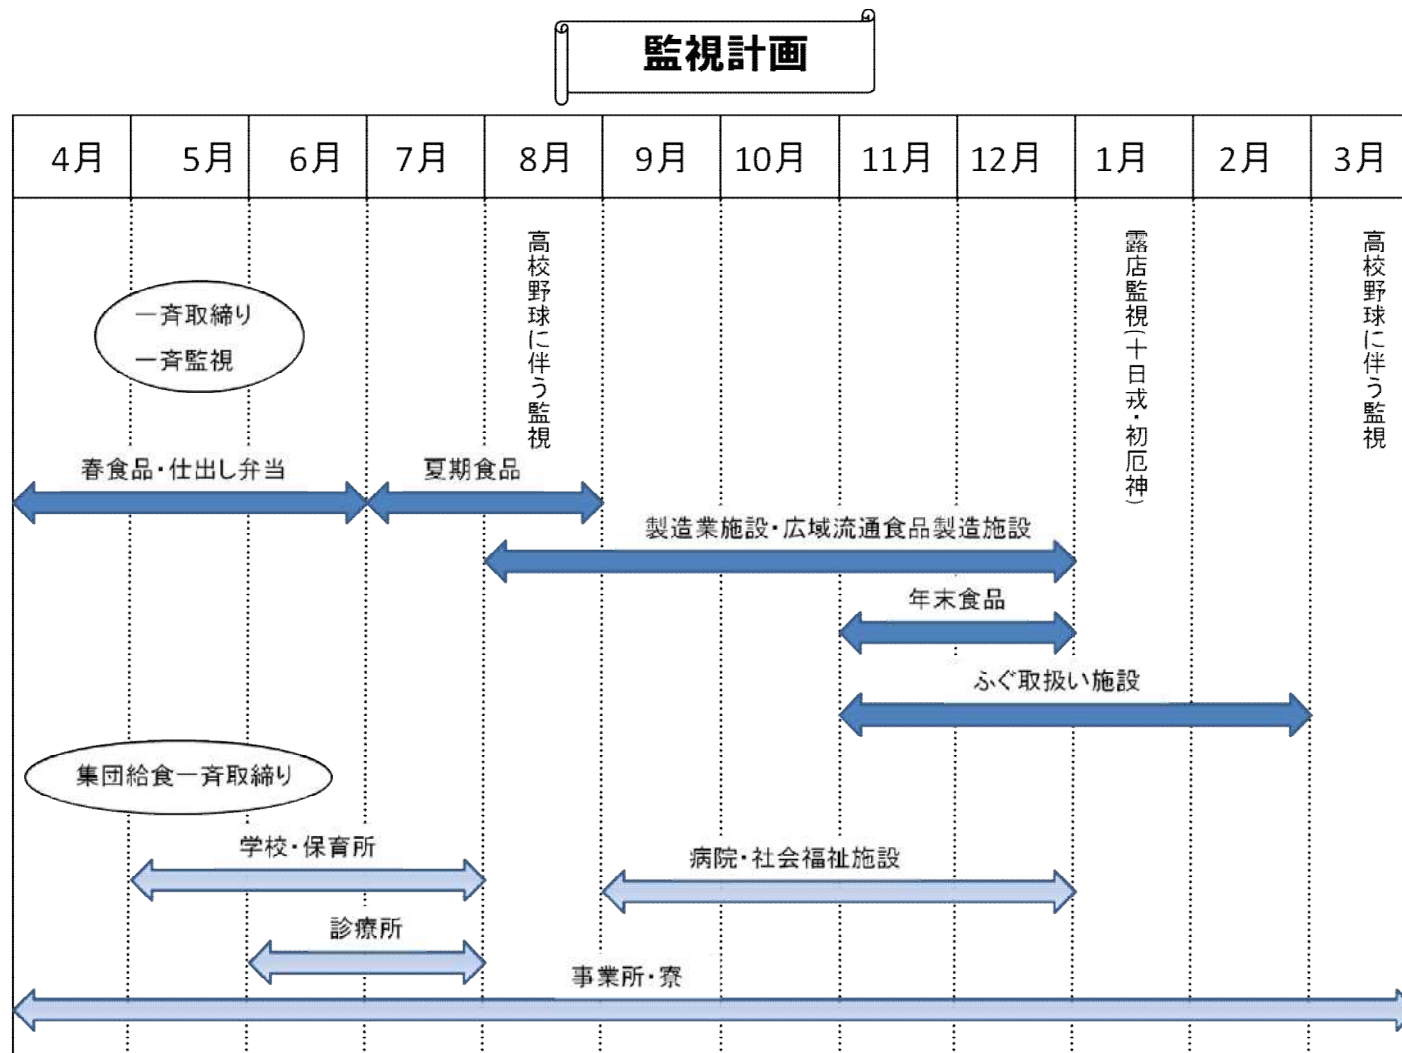 監視計画
4月 5月 6月 7月 8月 9月 10月 11月 12月 1月 2月 3月
高校野球に伴う監視
露店監視(十日戎・初厄神)
高校野球に伴う監視
一斉取締り
一斉監視
春食品・仕出し弁当
夏期食品
製造業施設・広域流通食品製造施設
年末食品
ふぐ取扱い施設
集団給食一斉取締り
学校・保育所
病院・社会福祉施設
診療所
事業所・寮